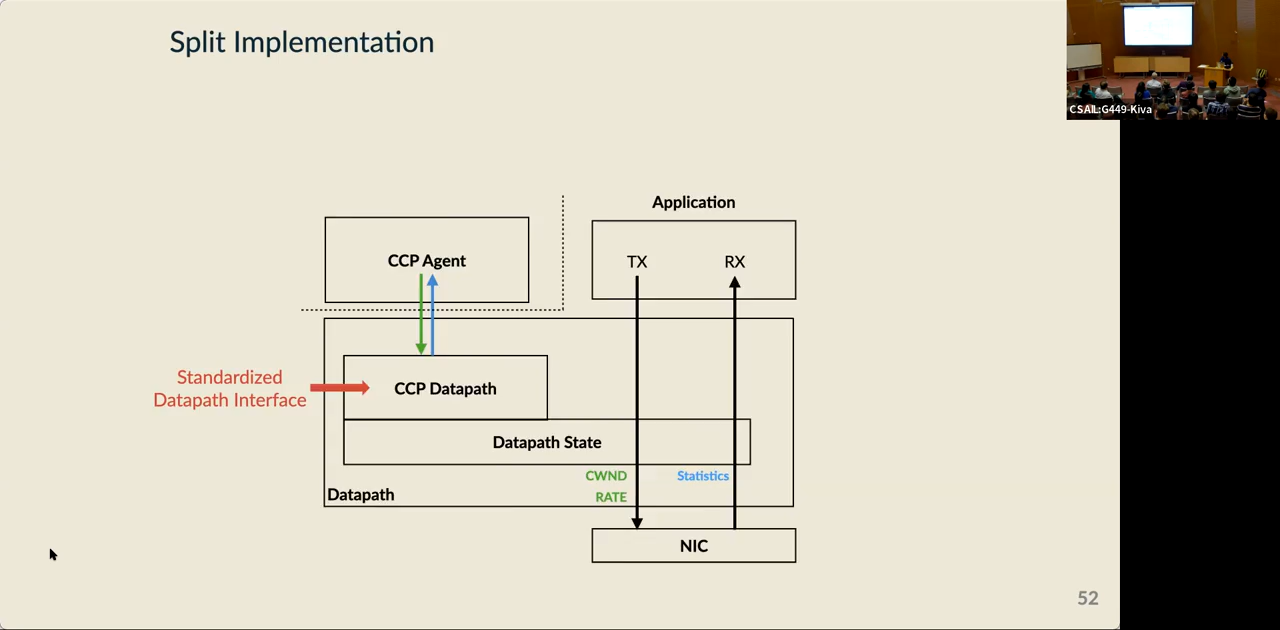 Split Implementation
CSAIL:G449-Kiva
Application
CCP Agent
TX
RX
Standardized
Datapath Interface
CCP Datapath
Datapath State
CWND
RATE
Statistics
Datapath
NIC
52